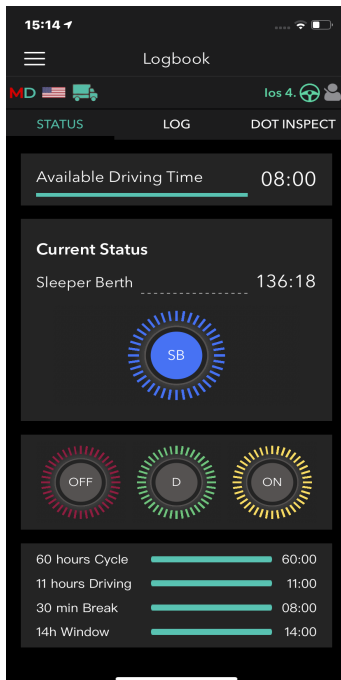 15:14
Logbook
MD Ios 4.
STATUS LOG DOT INSPECT
Available Driving Time 08:00
Current Status
Sleeper Berth 136:18
SB
OFF D ON
60 hours Cycle 60:00
11 hours Driving 11:00
30 min Break 08:00
14h Window 14:00